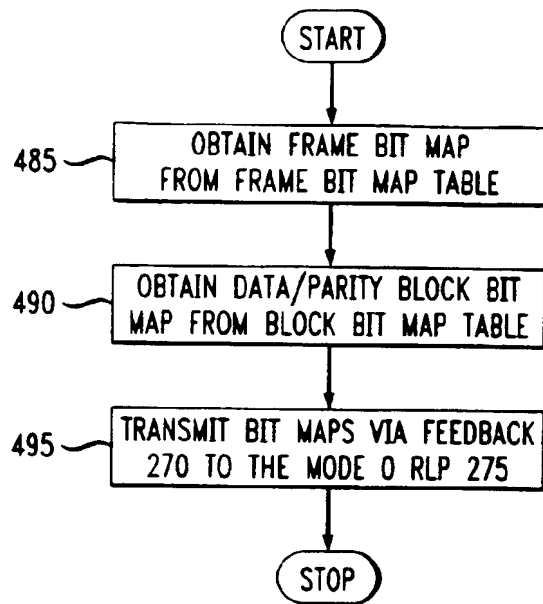 START
485
OBTAIN FRAME BIT MAP
FROM FRAME BIT MAP TABLE
490
OBTAIN DATA/PARITY BLOCK BIT
MAP FROM BLOCK BIT MAP TABLE
495
TRANSMIT BIT MAPS VIA FEEDBACK
270 TO THE MODE 0 RLP 275
STOP